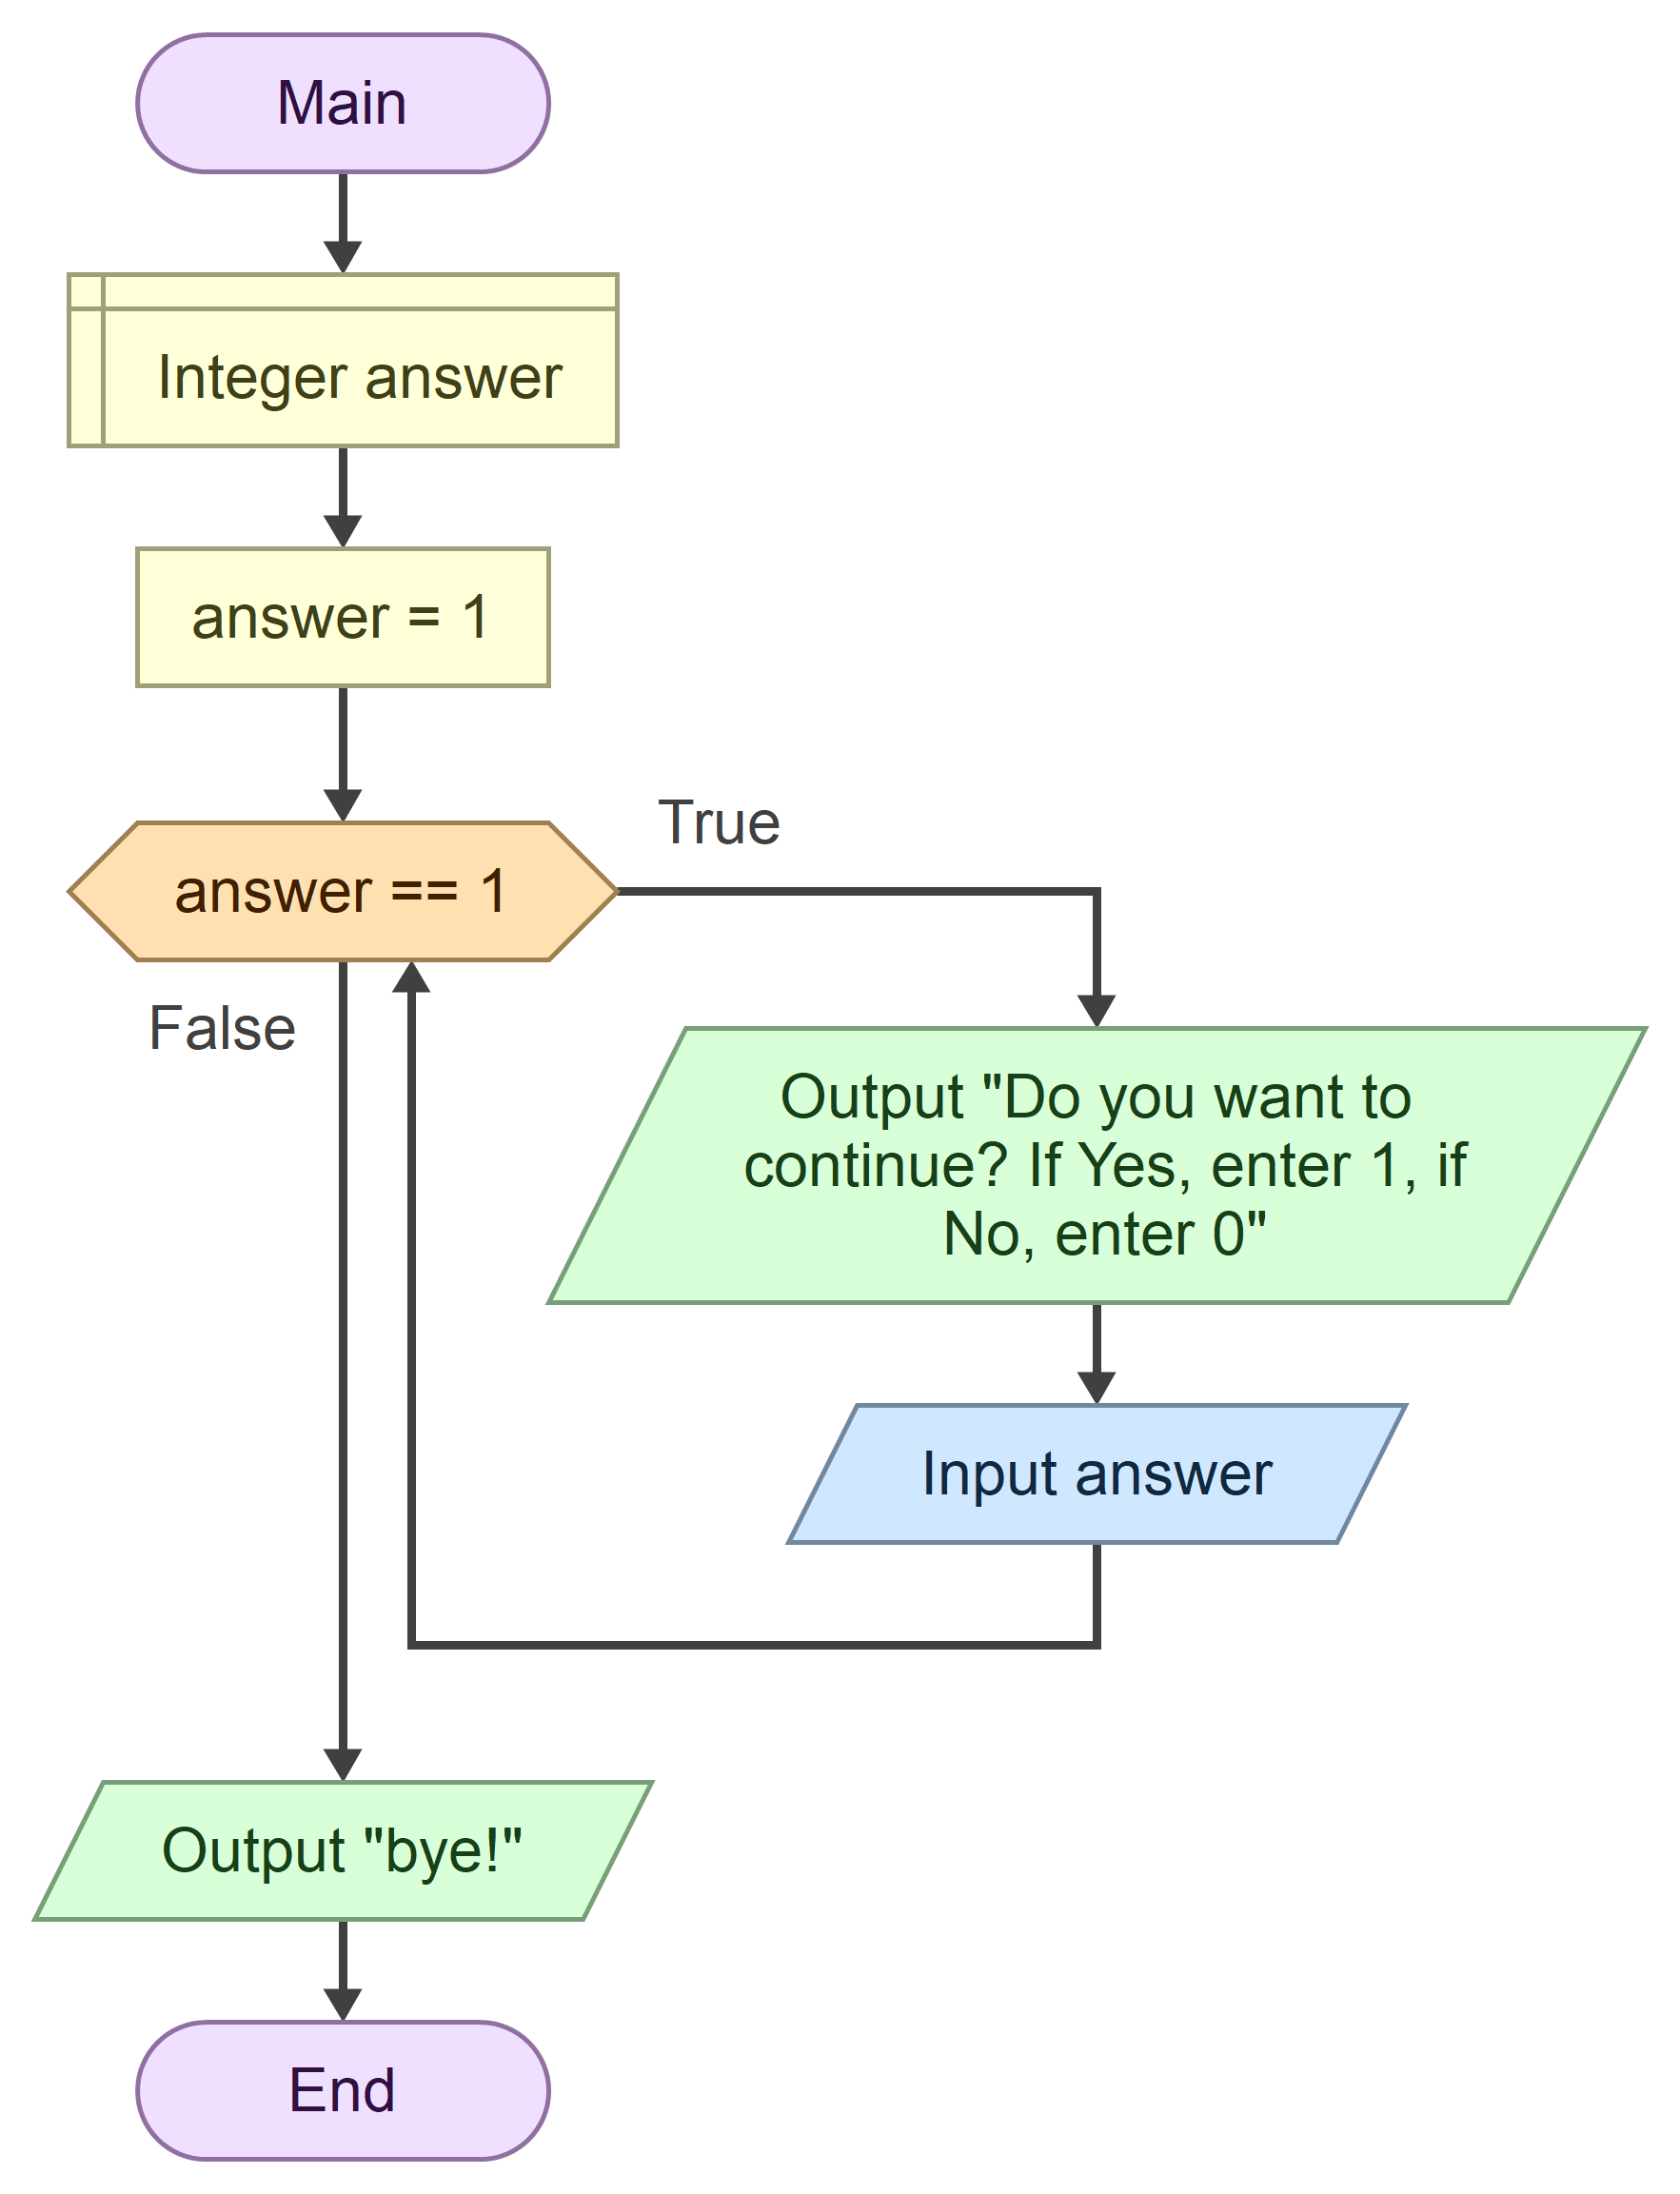 Main
Integer answer
answer = 1
answer == 1
True
False
Output "Do you want to
continue? If Yes, enter 1, if
No, enter 0"
Input answer
Output "bye!"
End